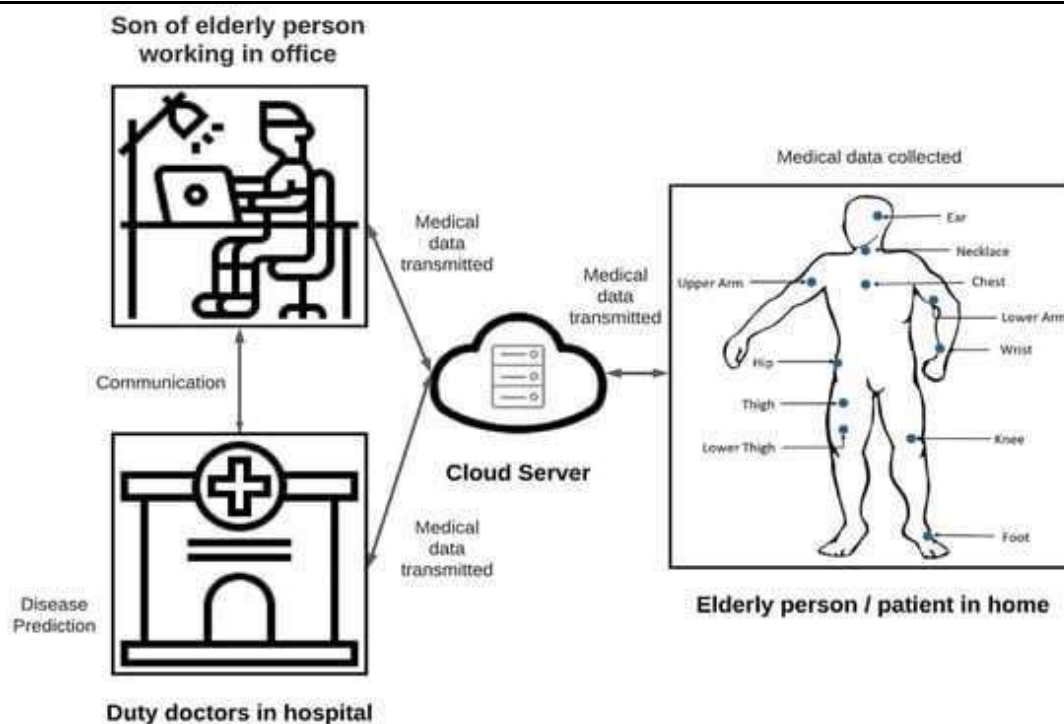 Son of elderly person
working in office
Medical data collected
Medical
data
transmitted
Medical
data
transmitted
Ear
Necklace
Chest
Upper Arm
Lower Arm
Wrist
Hip
Thigh
Lower Thigh
Knee
Foot
Communication
Cloud Server
Medical
data
transmitted
Disease
Prediction
Elderly person / patient in home
Duty doctors in hospital